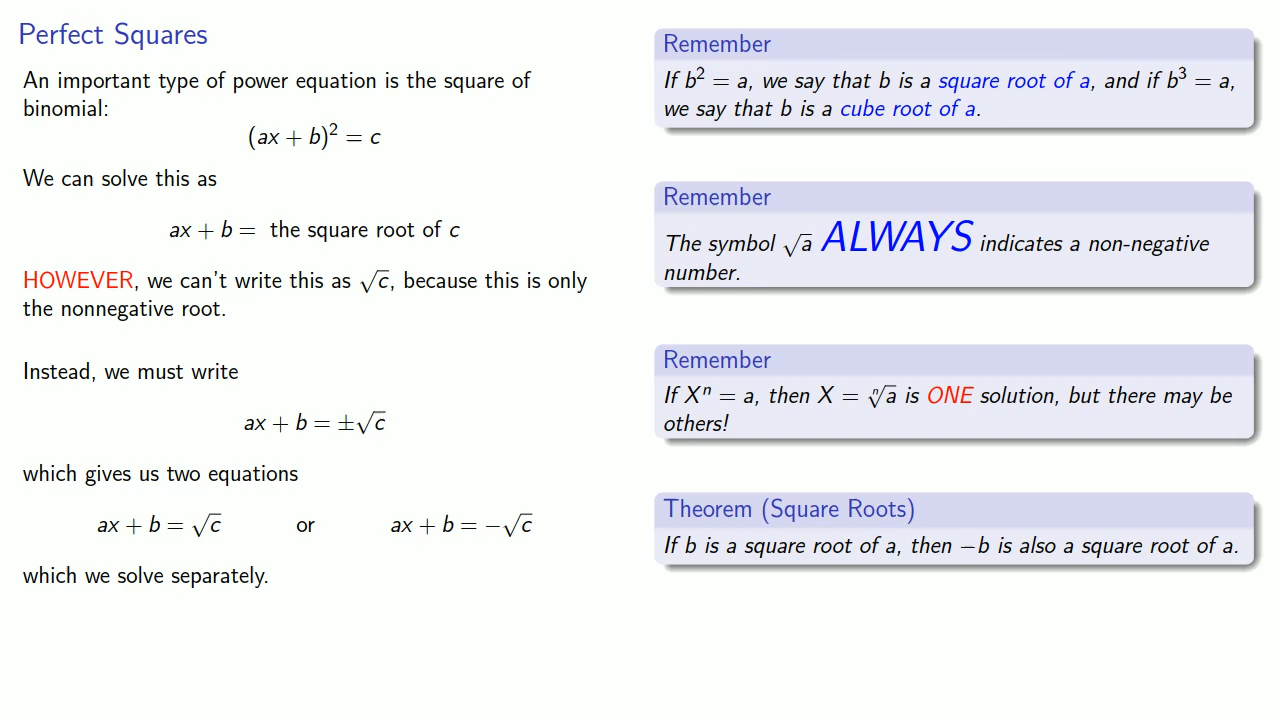 Perfect Squares
An important type of power equation is the square of
binomial:
(ax + b)² = c
We can solve this as
ax + b = the square root of c
HOWEVER, we can't write this as √c, because this is only
the nonnegative root.
Instead, we must write
ax + b = ±√c
which gives us two equations
ax + b = √c or ax + b = −√c
which we solve separately.
Remember
If b² = a, we say that b is a square root of a, and if b³ = a,
we say that b is a cube root of a.
Remember
The symbol √a ALWAYS indicates a non-negative
number.
Remember
If Xⁿ = a, then X = ⁿ√a is ONE solution, but there may be
others!
Theorem (Square Roots)
If b is a square root of a, then −b is also a square root of a.